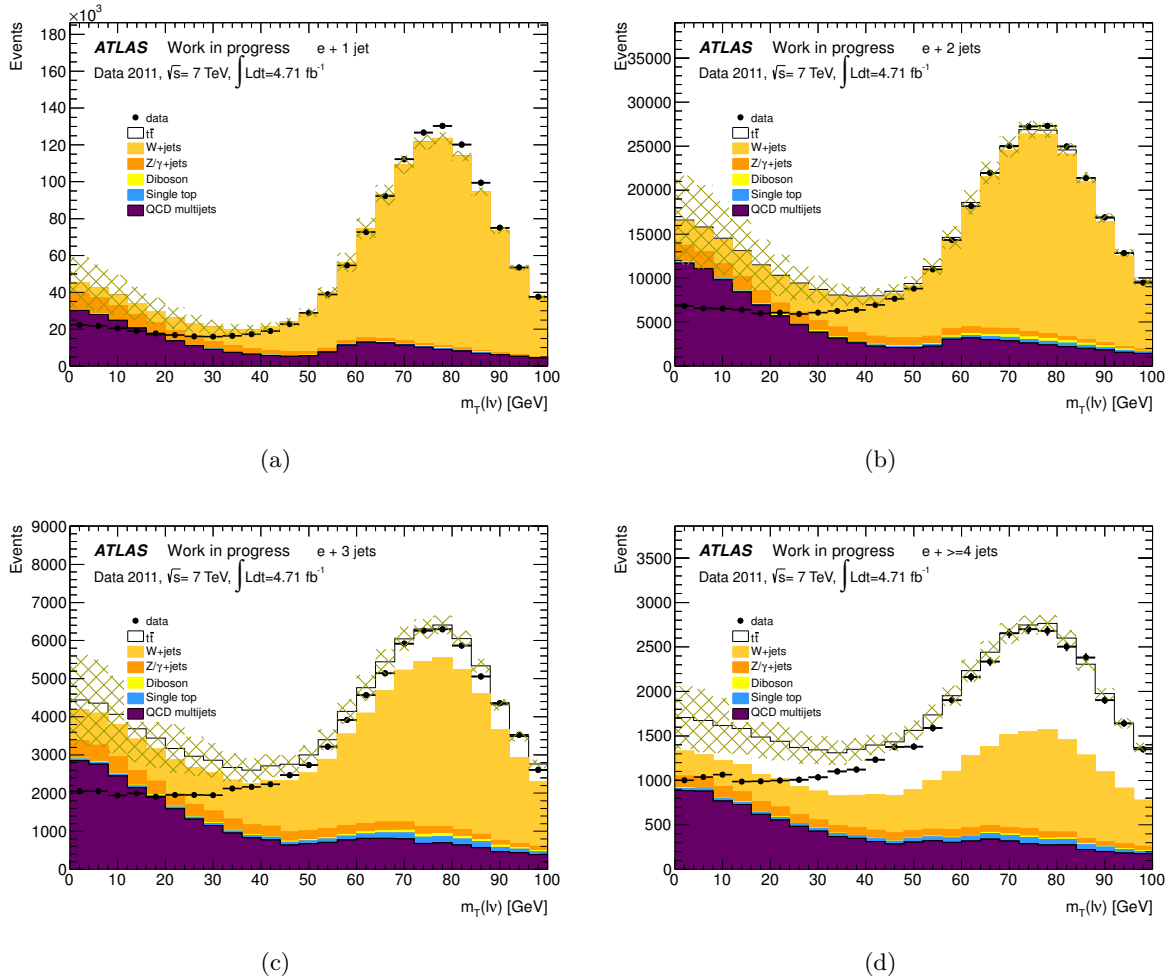 ×10³
Events
180
160
140
120
100
80
60
40
20
0
ATLAS Work in progress e + 1 jet
Data 2011, √s= 7 TeV, ∫Ldt=4.71 fb⁻¹
data
tt̄
W+jets
Z/γ+jets
Diboson
Single top
QCD multijets
0 10 20 30 40 50 60 70 80 90 100
m_T(lν) [GeV]
(a)
Events
35000
30000
25000
20000
15000
10000
5000
0
ATLAS Work in progress e + 2 jets
Data 2011, √s= 7 TeV, ∫Ldt=4.71 fb⁻¹
data
tt̄
W+jets
Z/γ+jets
Diboson
Single top
QCD multijets
0 10 20 30 40 50 60 70 80 90 100
m_T(lν) [GeV]
(b)
Events
9000
8000
7000
6000
5000
4000
3000
2000
1000
0
ATLAS Work in progress e + 3 jets
Data 2011, √s= 7 TeV, ∫Ldt=4.71 fb⁻¹
data
tt̄
W+jets
Z/γ+jets
Diboson
Single top
QCD multijets
0 10 20 30 40 50 60 70 80 90 100
m_T(lν) [GeV]
(c)
Events
3500
3000
2500
2000
1500
1000
500
0
ATLAS Work in progress e + >=4 jets
Data 2011, √s= 7 TeV, ∫Ldt=4.71 fb⁻¹
data
tt̄
W+jets
Z/γ+jets
Diboson
Single top
QCD multijets
0 10 20 30 40 50 60 70 80 90 100
m_T(lν) [GeV]
(d)